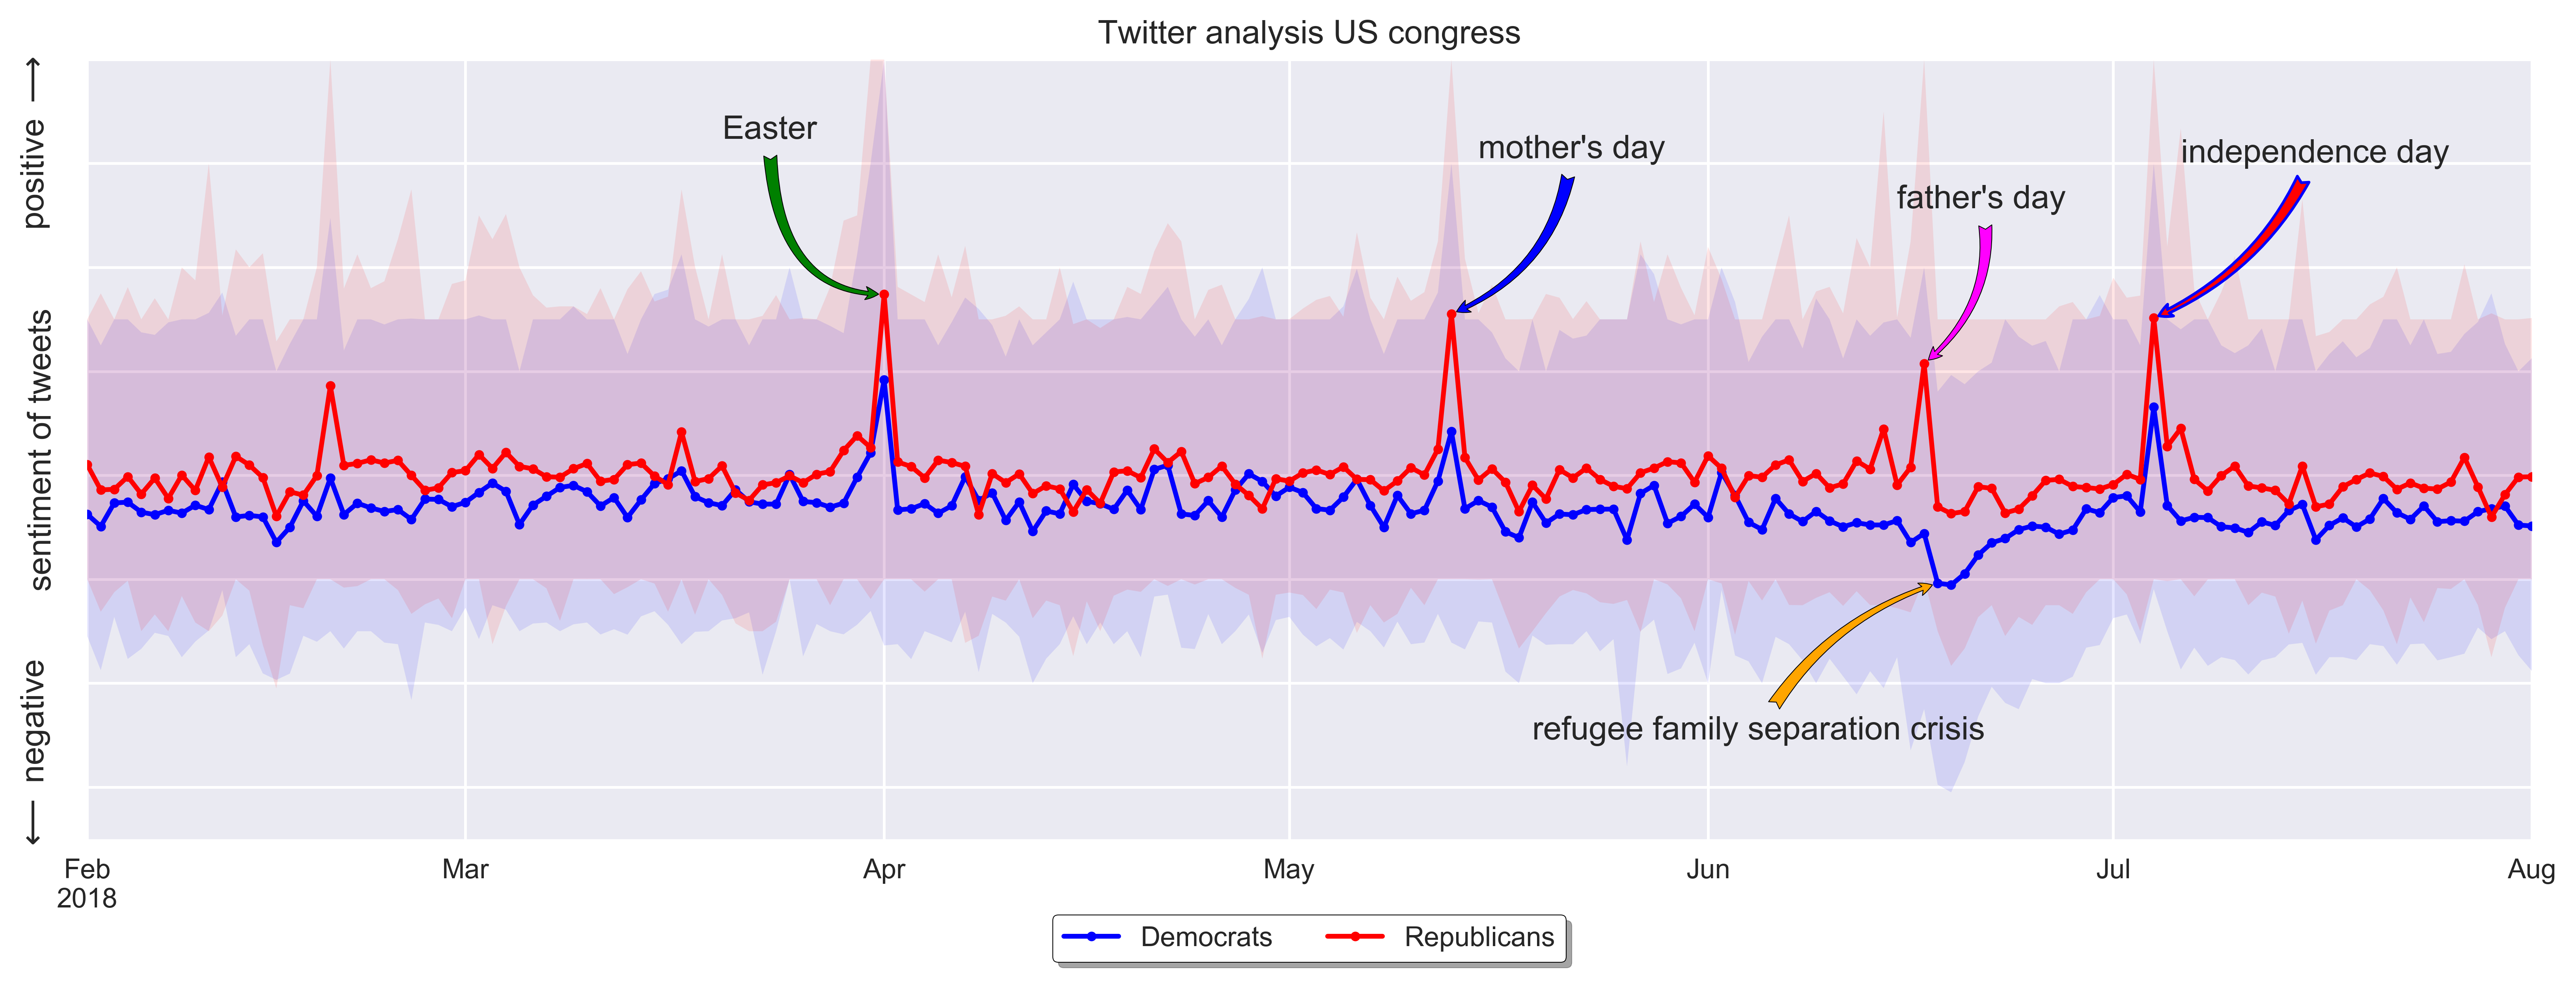 Twitter analysis US congress
← negative   sentiment of tweets   positive →
Easter
mother's day
independence day
father's day
refugee family separation crisis
Feb Mar Apr May Jun Jul Aug
2018
Democrats Republicans